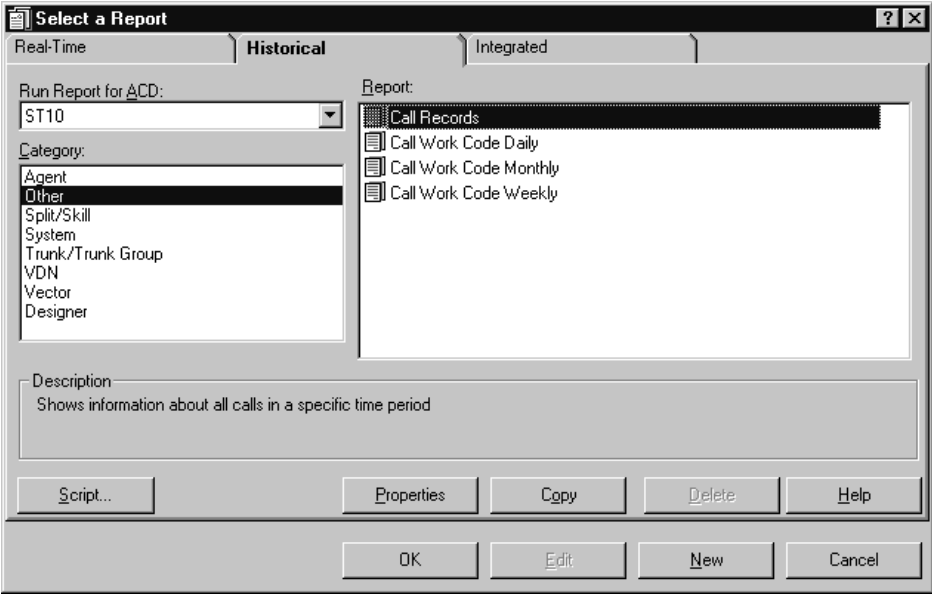 Select a Report
Real-Time
Historical
Integrated
Run Report for ACD:
ST10
Category:
Agent
Other
Split/Skill
System
Trunk/Trunk Group
VDN
Vector
Designer
Report:
Call Records
Call Work Code Daily
Call Work Code Monthly
Call Work Code Weekly
Description
Shows information about all calls in a specific time period
Script...
Properties
Copy
Delete
Help
OK
Edit
New
Cancel